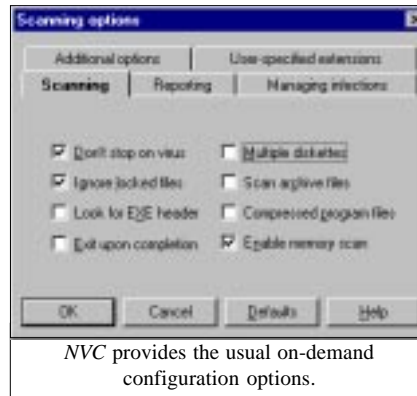 Scanning options
Additional options User-specified extensions
Scanning Reporting Managing infections
Don't stop on virus Multiple diskettes
Ignore locked files Scan archive files
Look for EXE header Compressed program files
Exit upon completion Enable memory scan
OK Cancel Defaults Help
NVC provides the usual on-demand
configuration options.